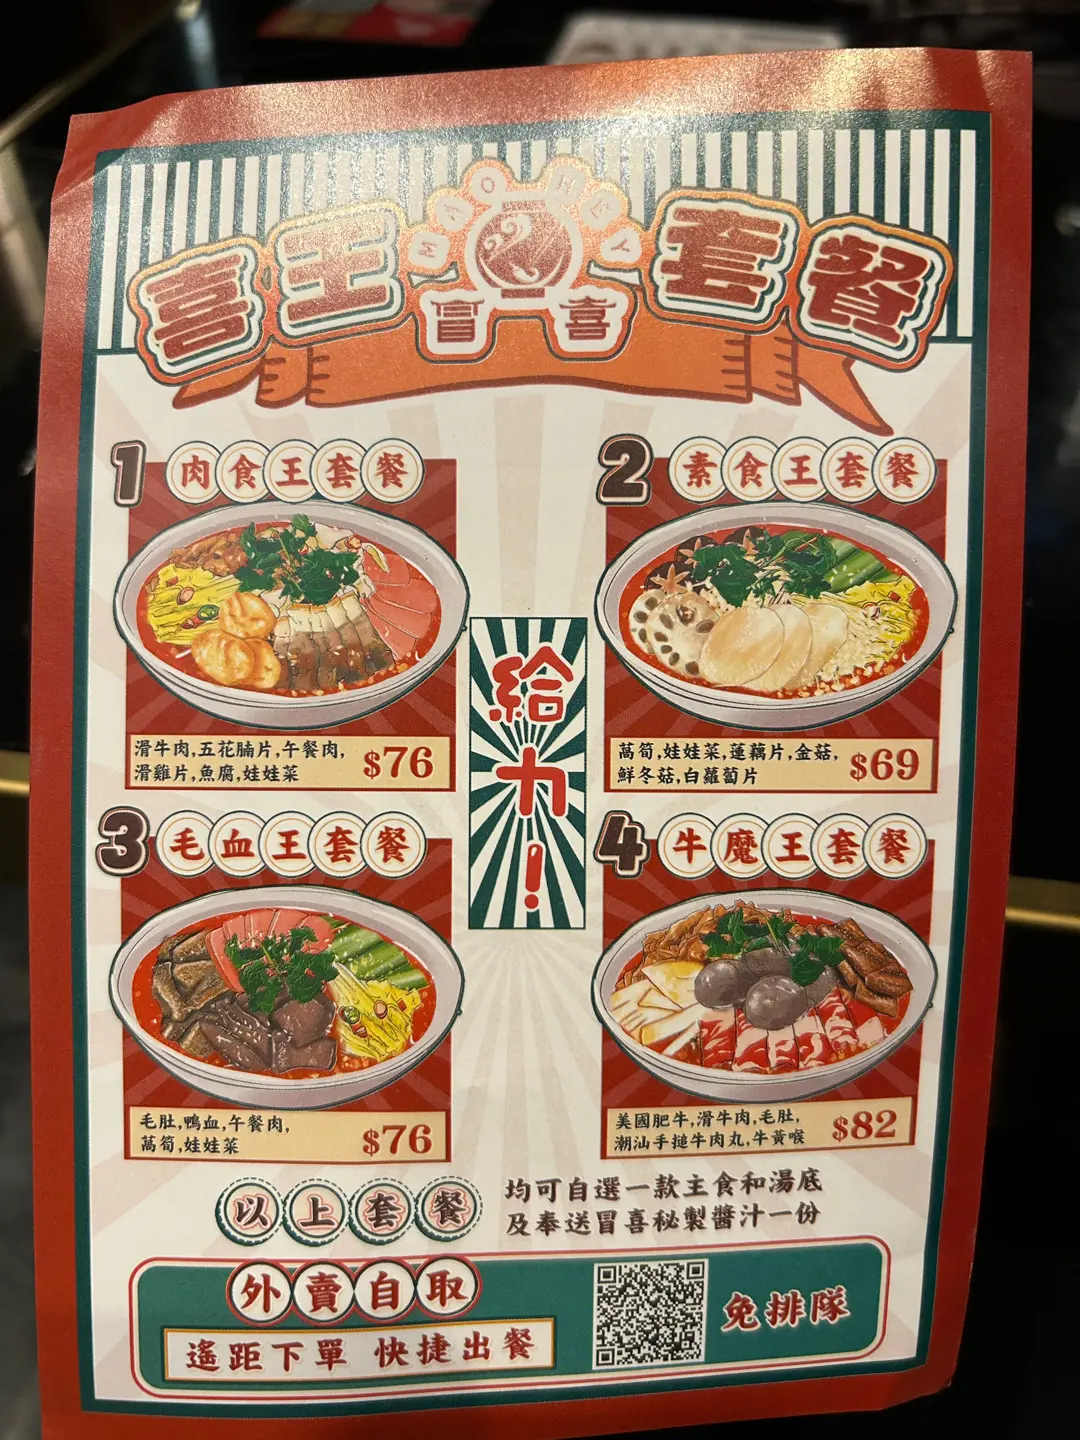 MAO HEY
喜王 冒喜 套餐
1 肉食王套餐
滑牛肉,五花腩片,午餐肉,
滑雞片,魚腐,娃娃菜
$76
2 素食王套餐
萵筍,娃娃菜,蓮藕片,金菇,
鮮冬菇,白蘿蔔片
$69
給力!
3 毛血王套餐
毛肚,鴨血,午餐肉,
萵筍,娃娃菜
$76
4 牛魔王套餐
美國肥牛,滑牛肉,毛肚,
潮汕手搥牛肉丸,牛黃喉
$82
以上套餐
均可自選一款主食和湯底
及奉送冒喜秘製醬汁一份
外賣自取
遙距下單 快捷出餐
免排隊